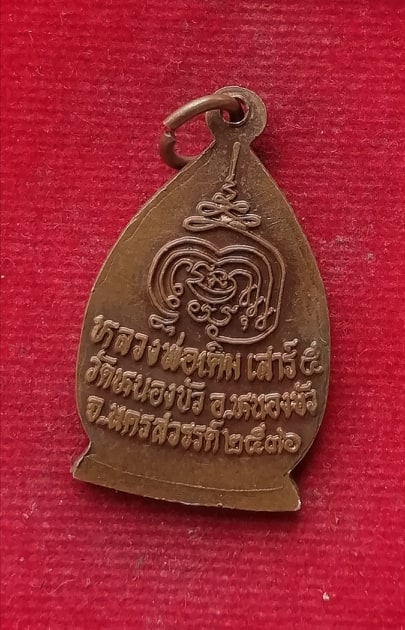 หลวงพ่อเดิม เสาร์ ๕
วัดหนองบัว อ.หนองบัว
จ.นครสวรรค์ ๒๕๓๖